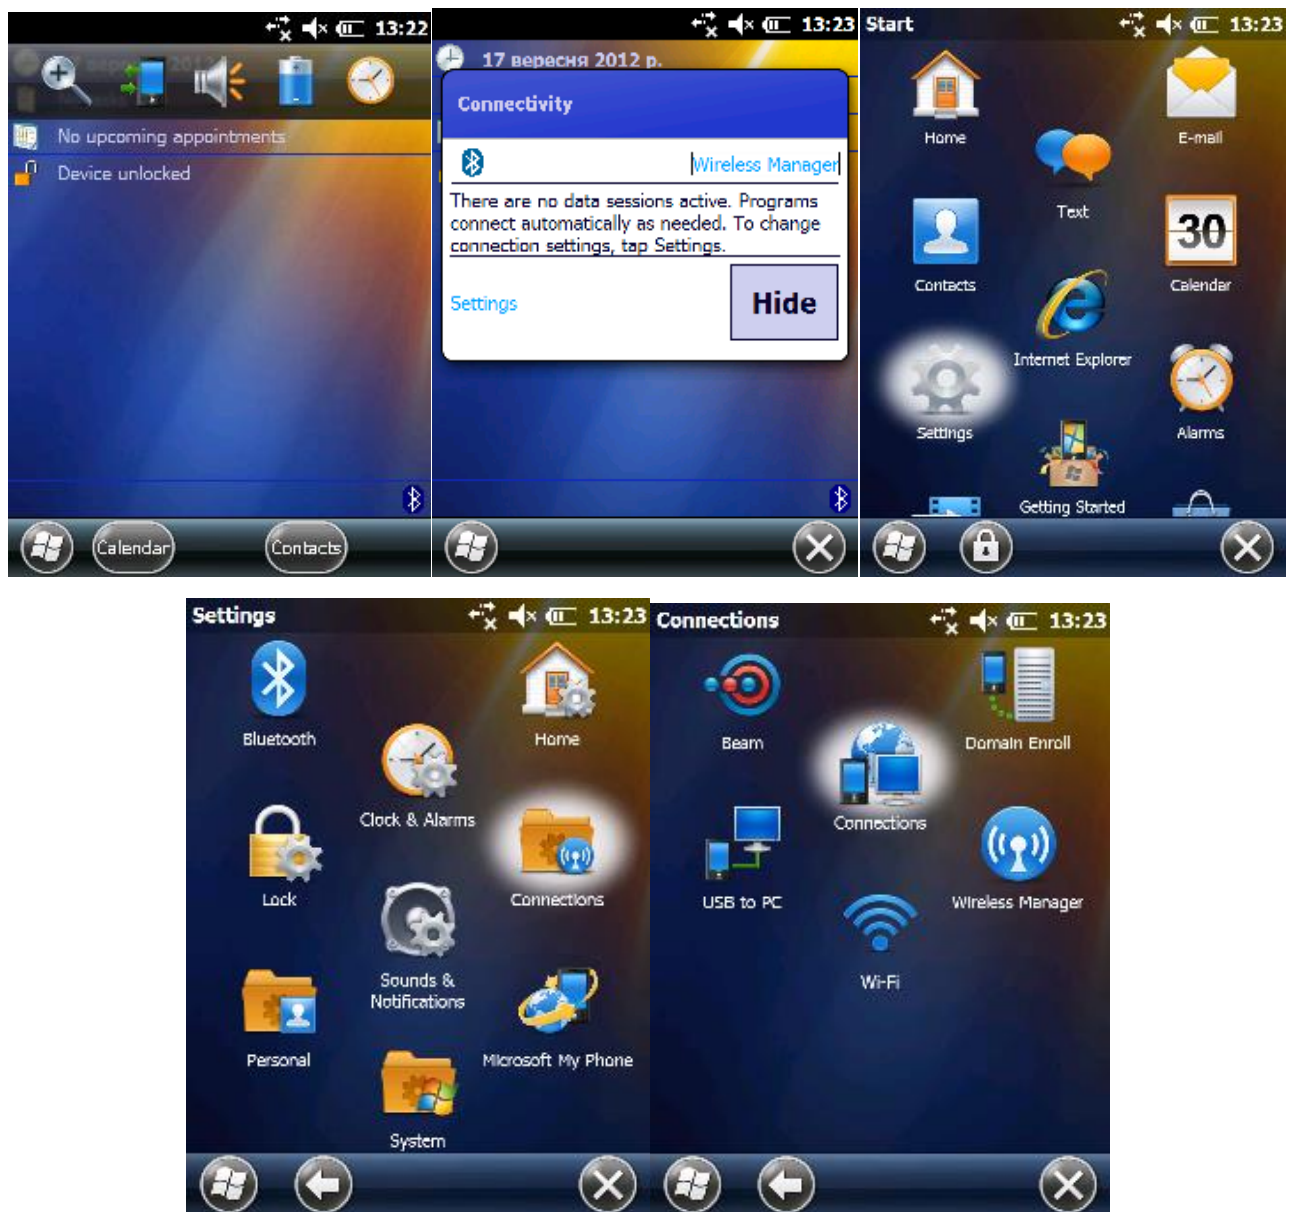 13:22
No upcoming appointments
Device unlocked
Calendar
Contacts
13:23
17 вересня 2012 р.
Connectivity
Wireless Manager
There are no data sessions active. Programs
connect automatically as needed. To change
connection settings, tap Settings.
Settings
Hide
Start
13:23
Home
E-mail
Text
Contacts
30
Calendar
Internet Explorer
Settings
Alarms
Getting Started
Settings
13:23
Bluetooth
Home
Clock & Alarms
Lock
Connections
Sounds &
Notifications
Personal
Microsoft My Phone
System
Connections
13:23
Beam
Domain Enroll
Connections
USB to PC
Wireless Manager
Wi-Fi